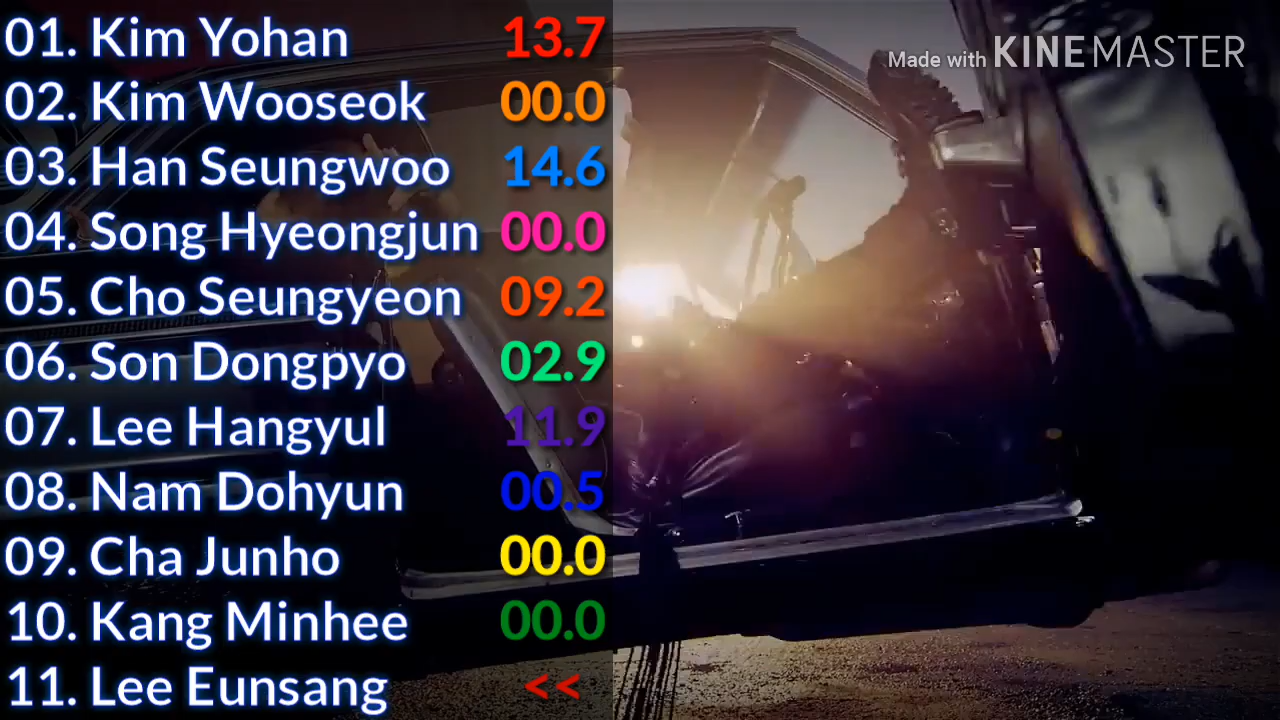 01. Kim Yohan 13.7
02. Kim Wooseok 00.0
03. Han Seungwoo 14.6
04. Song Hyeongjun 00.0
05. Cho Seungyeon 09.2
06. Son Dongpyo 02.9
07. Lee Hangyul 11.9
08. Nam Dohyun 00.5
09. Cha Junho 00.0
10. Kang Minhee 00.0
11. Lee Eunsang <<
Made with KINEMASTER